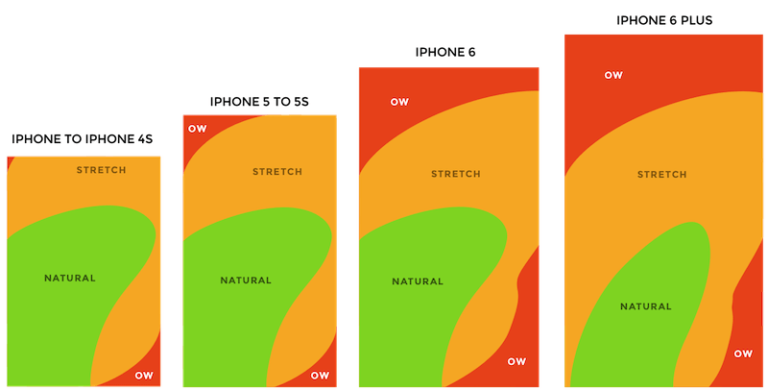 IPHONE TO IPHONE 4S
STRETCH
NATURAL
OW
IPHONE 5 TO 5S
OW
STRETCH
NATURAL
OW
IPHONE 6
OW
STRETCH
NATURAL
OW
IPHONE 6 PLUS
OW
STRETCH
NATURAL
OW